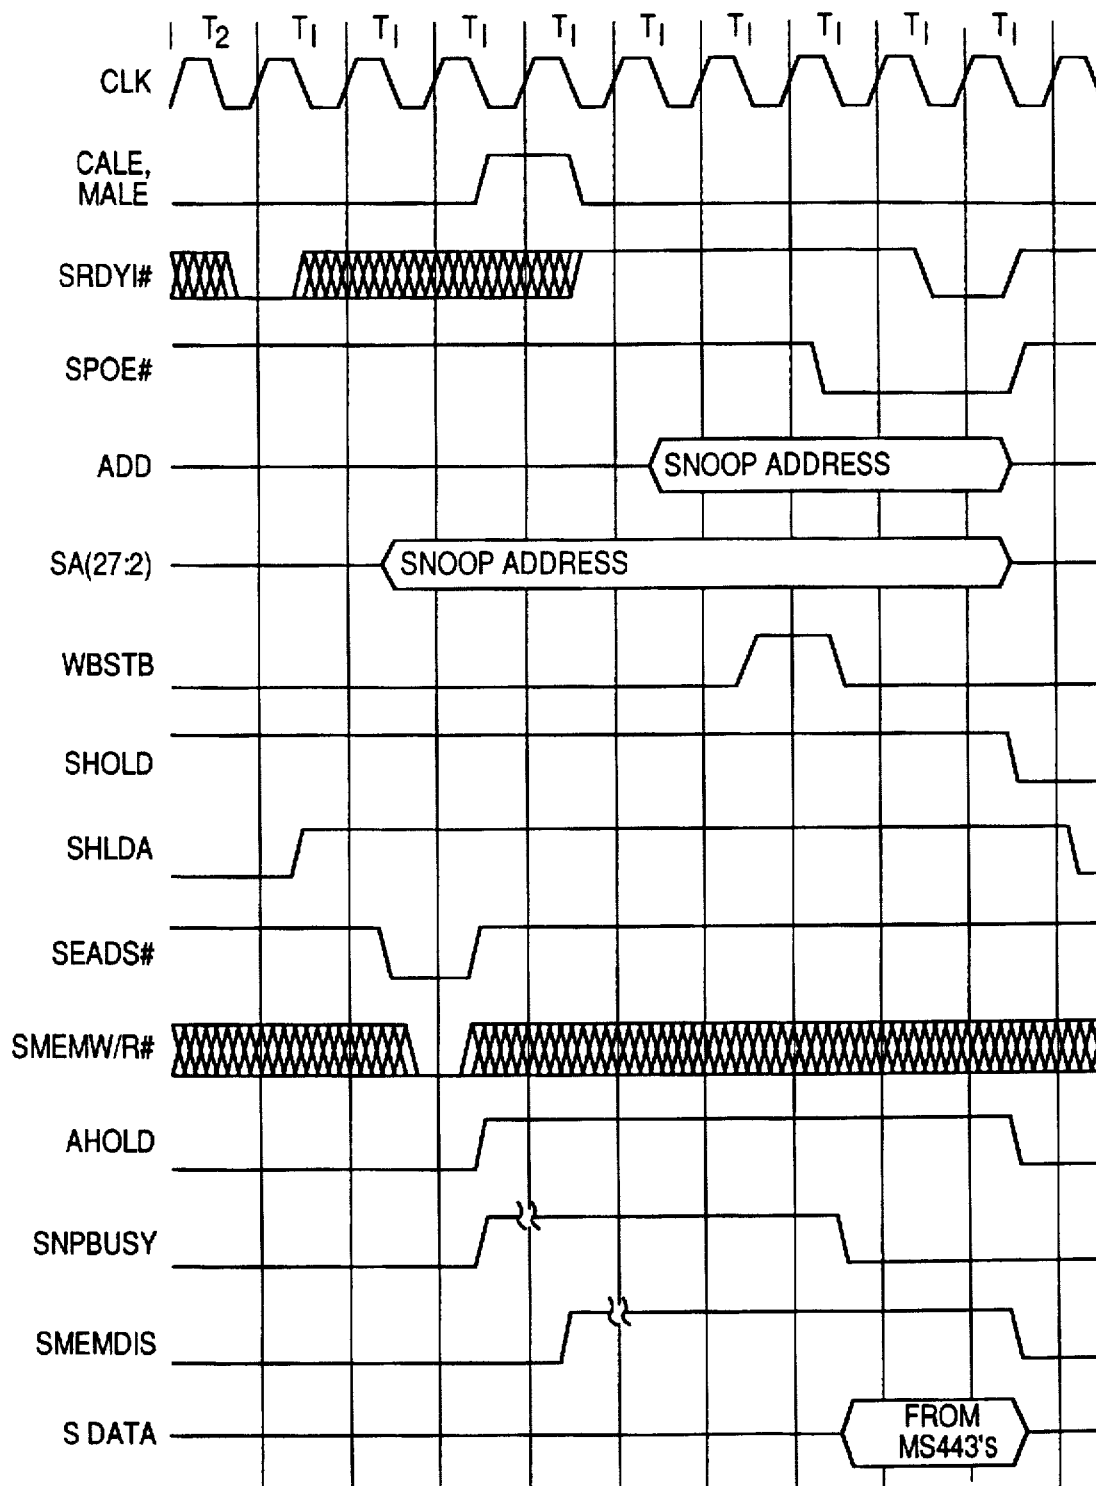 T2 T1 T1 T1 T1 T1 T1 T1 T1 T1
CLK
CALE,
MALE
SRDYI#
SPOE#
ADD
SNOOP ADDRESS
SA(27:2)
SNOOP ADDRESS
WBSTB
SHOLD
SHLDA
SEADS#
SMEMW/R#
AHOLD
SNPBUSY
SMEMDIS
S DATA
FROM
MS443's